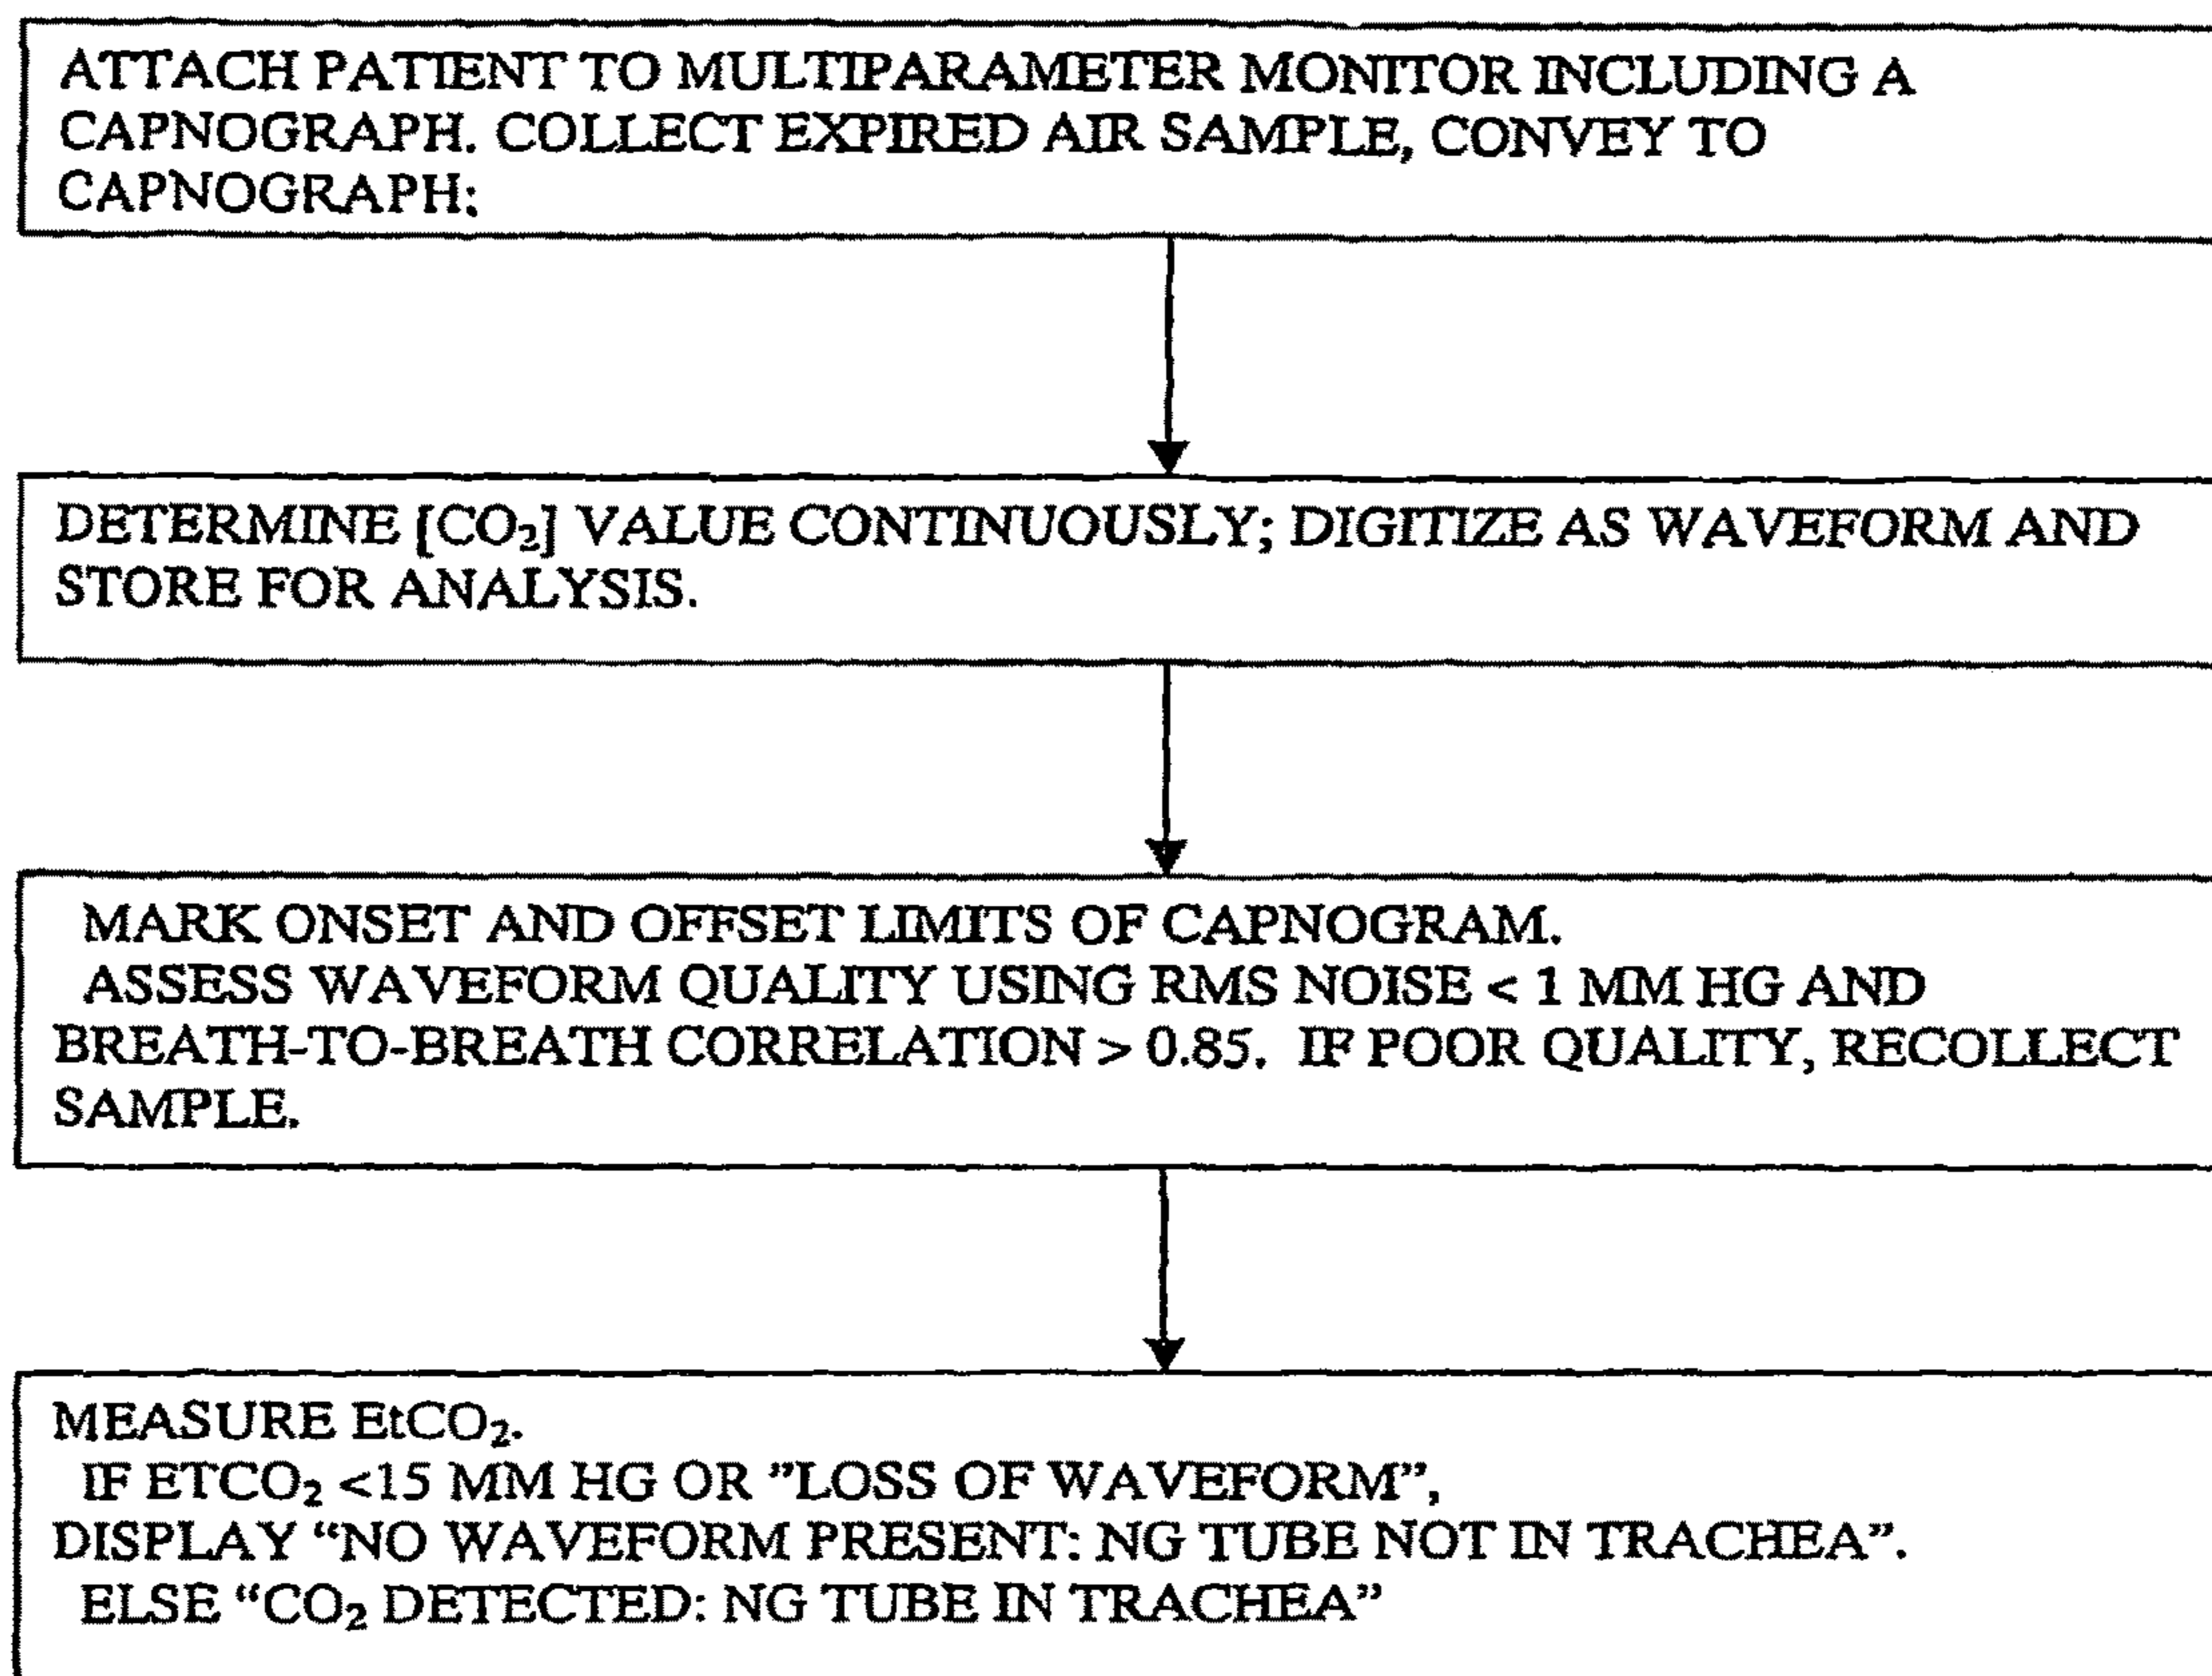 ATTACH PATIENT TO MULTIPARAMETER MONITOR INCLUDING A
CAPNOGRAPH. COLLECT EXPIRED AIR SAMPLE, CONVEY TO
CAPNOGRAPH:
DETERMINE [CO₂] VALUE CONTINUOUSLY; DIGITIZE AS WAVEFORM AND
STORE FOR ANALYSIS.
MARK ONSET AND OFFSET LIMITS OF CAPNOGRAM.
ASSESS WAVEFORM QUALITY USING RMS NOISE < 1 MM HG AND
BREATH-TO-BREATH CORRELATION > 0.85. IF POOR QUALITY, RECOLLECT
SAMPLE.
MEASURE EtCO₂.
IF ETCO₂ <15 MM HG OR ”LOSS OF WAVEFORM”,
DISPLAY “NO WAVEFORM PRESENT: NG TUBE NOT IN TRACHEA”.
ELSE “CO₂ DETECTED: NG TUBE IN TRACHEA”